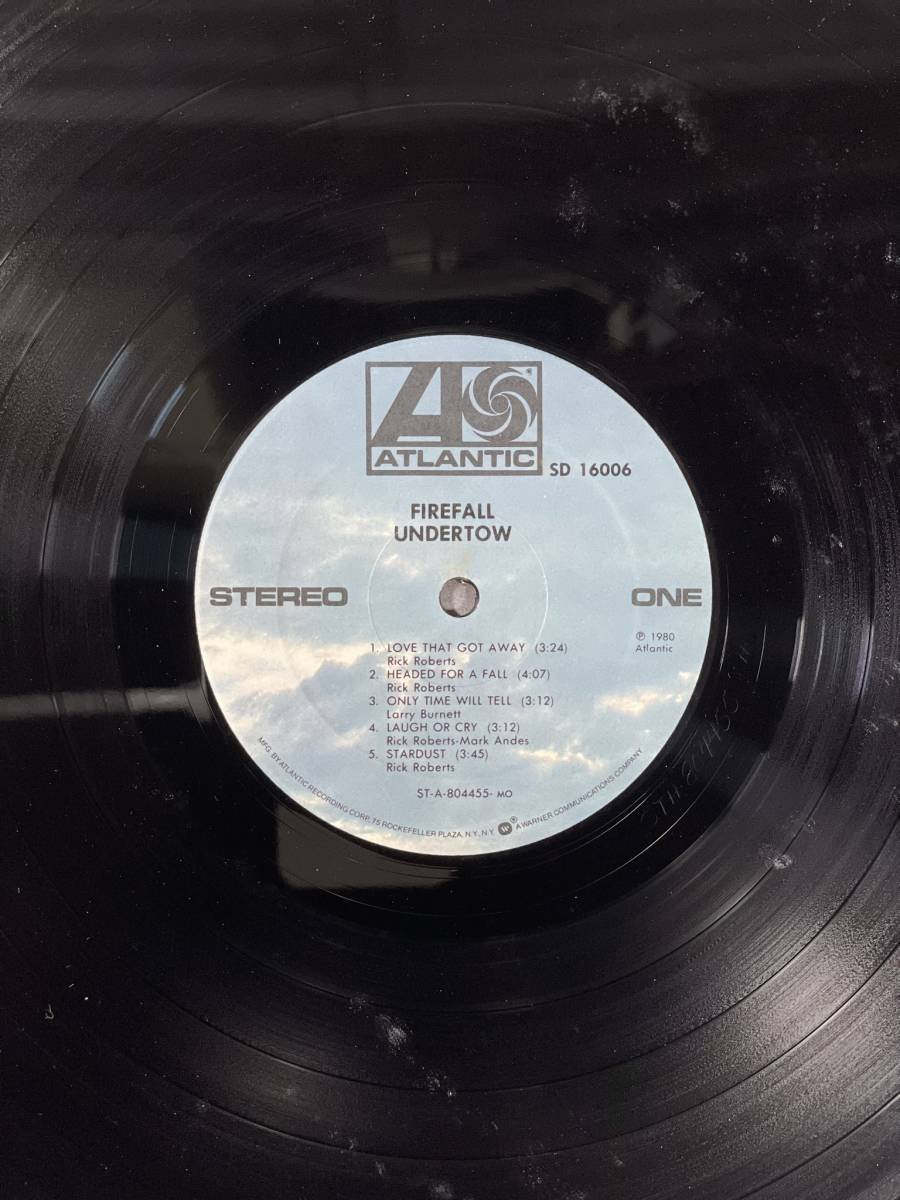 ATLANTIC
SD 16006
FIREFALL
UNDERTOW
STEREO
ONE
℗ 1980
Atlantic
1. LOVE THAT GOT AWAY (3:24)
Rick Roberts
2. HEADED FOR A FALL (4:07)
Rick Roberts
3. ONLY TIME WILL TELL (3:12)
Larry Burnett
4. LAUGH OR CRY (3:12)
Rick Roberts-Mark Andes
5. STARDUST (3:45)
Rick Roberts
ST-A-804455- MO
MFG. BY ATLANTIC RECORDING CORP., 75 ROCKEFELLER PLAZA, N.Y., N.Y. ® A WARNER COMMUNICATIONS COMPANY